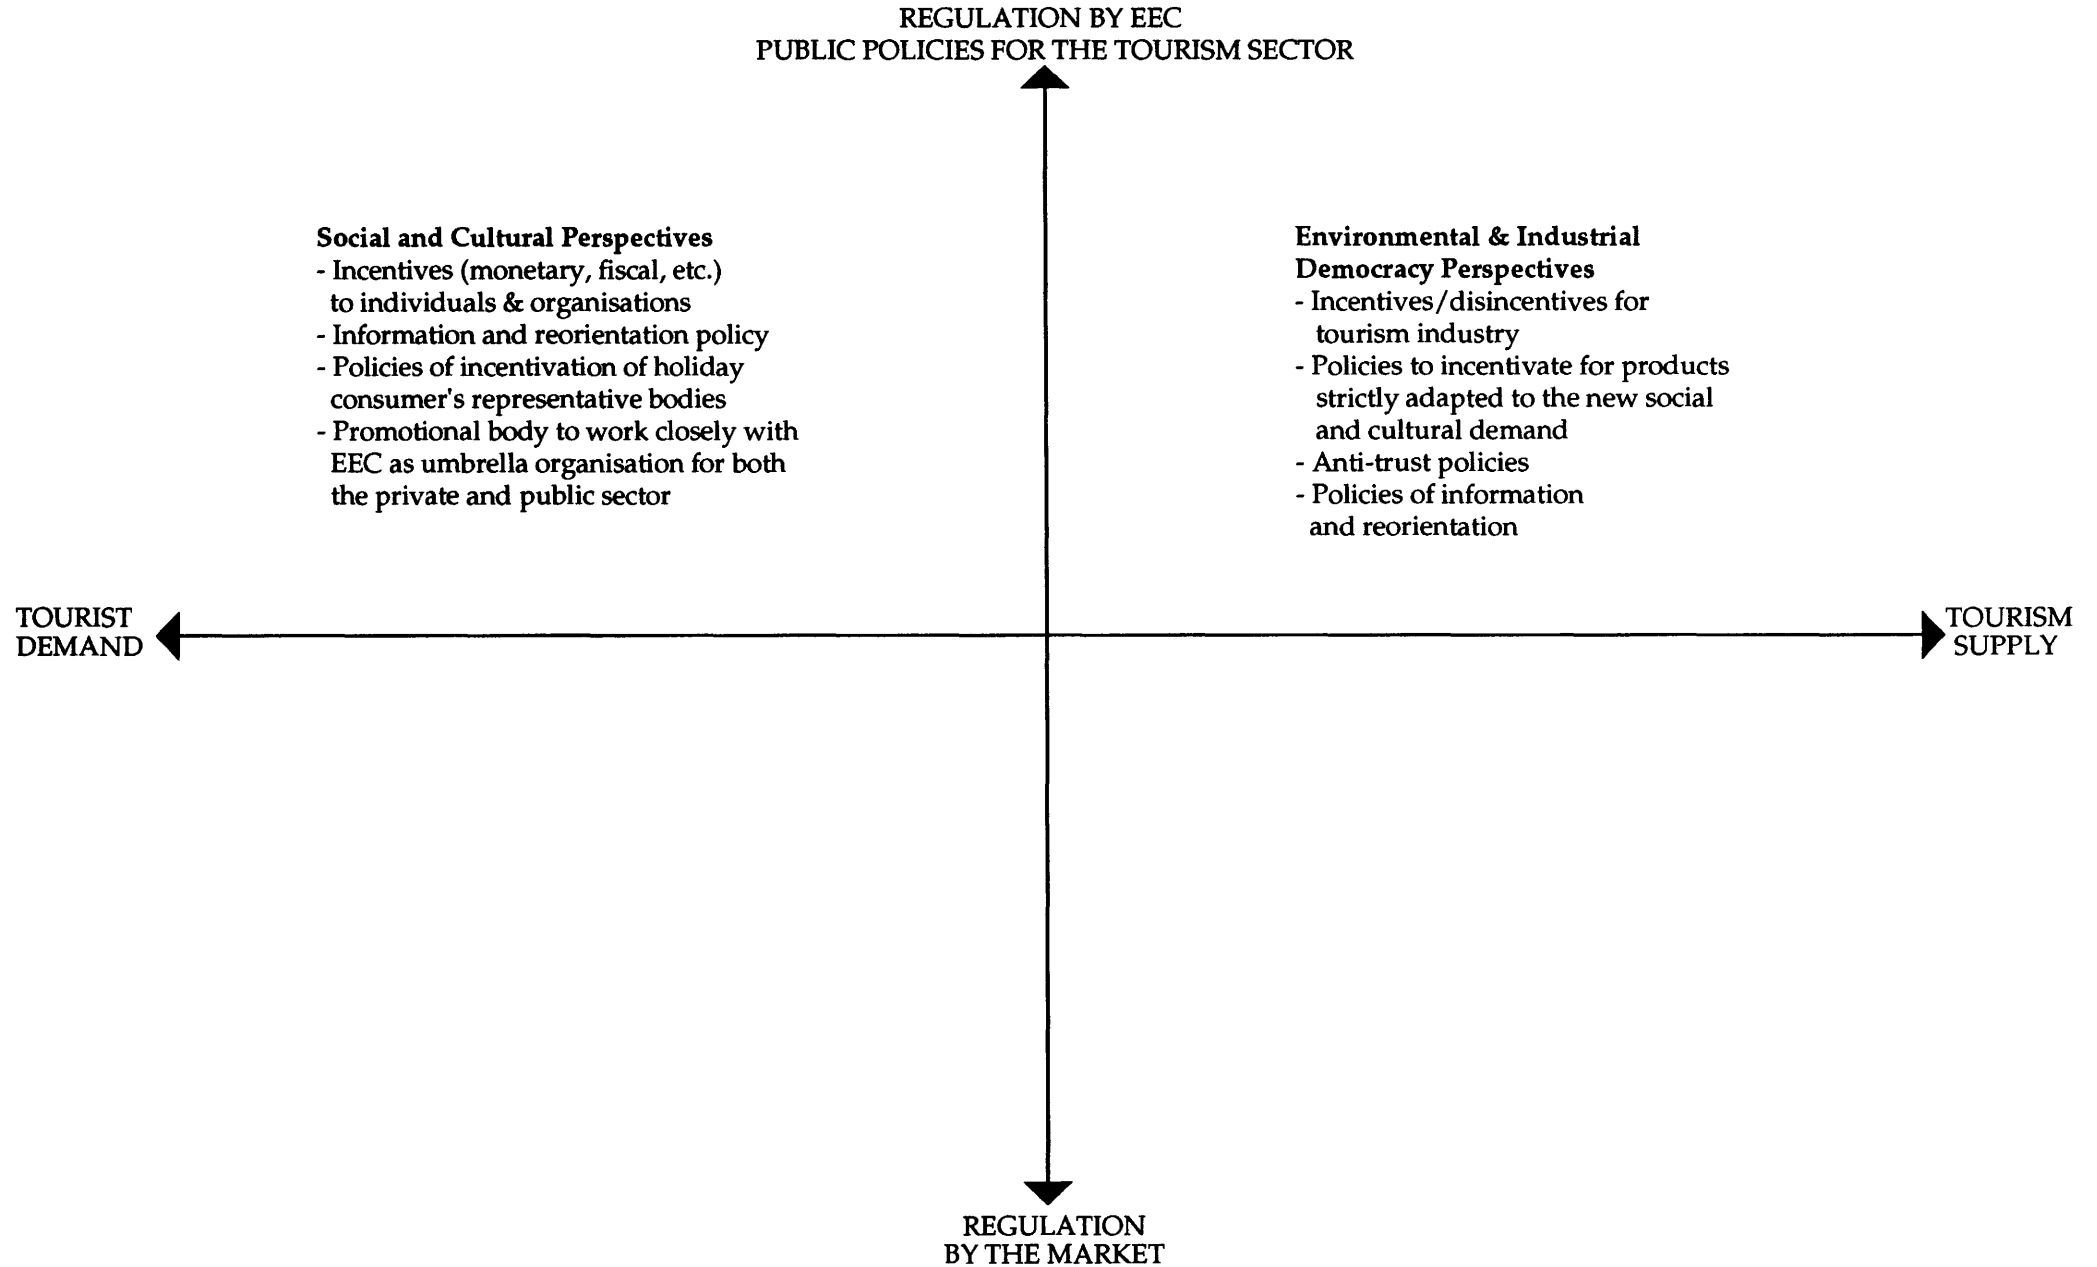 REGULATION BY EEC
PUBLIC POLICIES FOR THE TOURISM SECTOR
Social and Cultural Perspectives
- Incentives (monetary, fiscal, etc.)
to individuals & organisations
- Information and reorientation policy
- Policies of incentivation of holiday
consumer's representative bodies
- Promotional body to work closely with
EEC as umbrella organisation for both
the private and public sector
Environmental & Industrial
Democracy Perspectives
- Incentives/disincentives for
tourism industry
- Policies to incentivate for products
strictly adapted to the new social
and cultural demand
- Anti-trust policies
- Policies of information
and reorientation
TOURIST
DEMAND
TOURISM
SUPPLY
REGULATION
BY THE MARKET